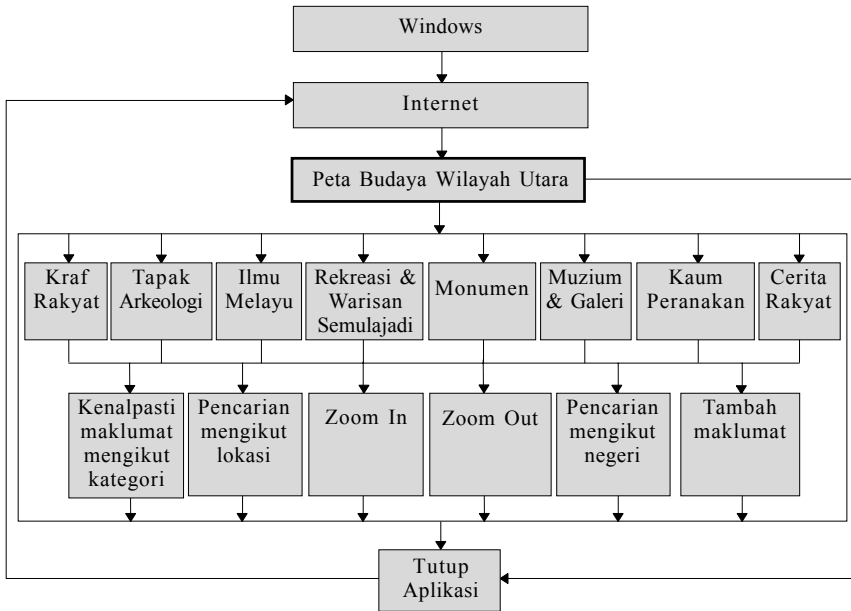 Windows
Internet
Peta Budaya Wilayah Utara
Kraf
Rakyat
Tapak
Arkeologi
Ilmu
Melayu
Rekreasi &
Warisan
Semulajadi
Monumen
Muzium
& Galeri
Kaum
Peranakan
Cerita
Rakyat
Kenalpasti
maklumat
mengikut
kategori
Pencarian
mengikut
lokasi
Zoom In
Zoom Out
Pencarian
mengikut
negeri
Tambah
maklumat
Tutup
Aplikasi